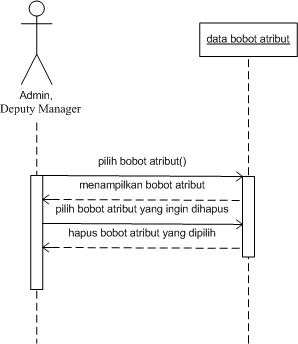 data bobot atribut
Admin,
Deputy Manager
pilih bobot atribut()
menampilkan bobot atribut
pilih bobot atribut yang ingin dihapus
hapus bobot atribut yang dipilih